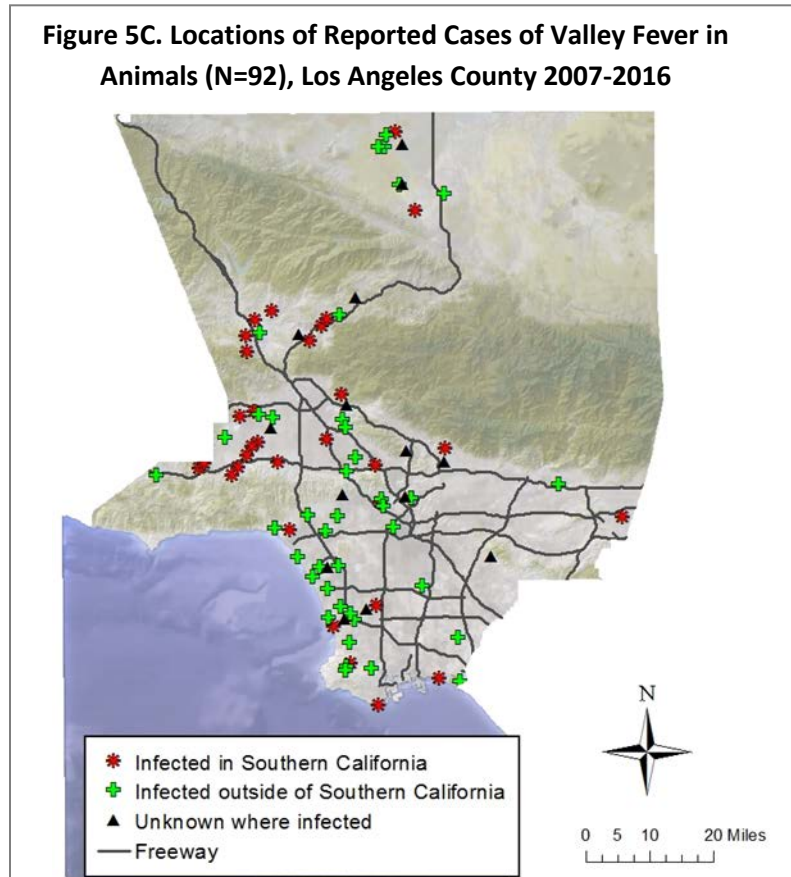 Figure 5C. Locations of Reported Cases of Valley Fever in
Animals (N=92), Los Angeles County 2007-2016
N
Infected in Southern California
Infected outside of Southern California
Unknown where infected
Freeway
0 5 10 20 Miles